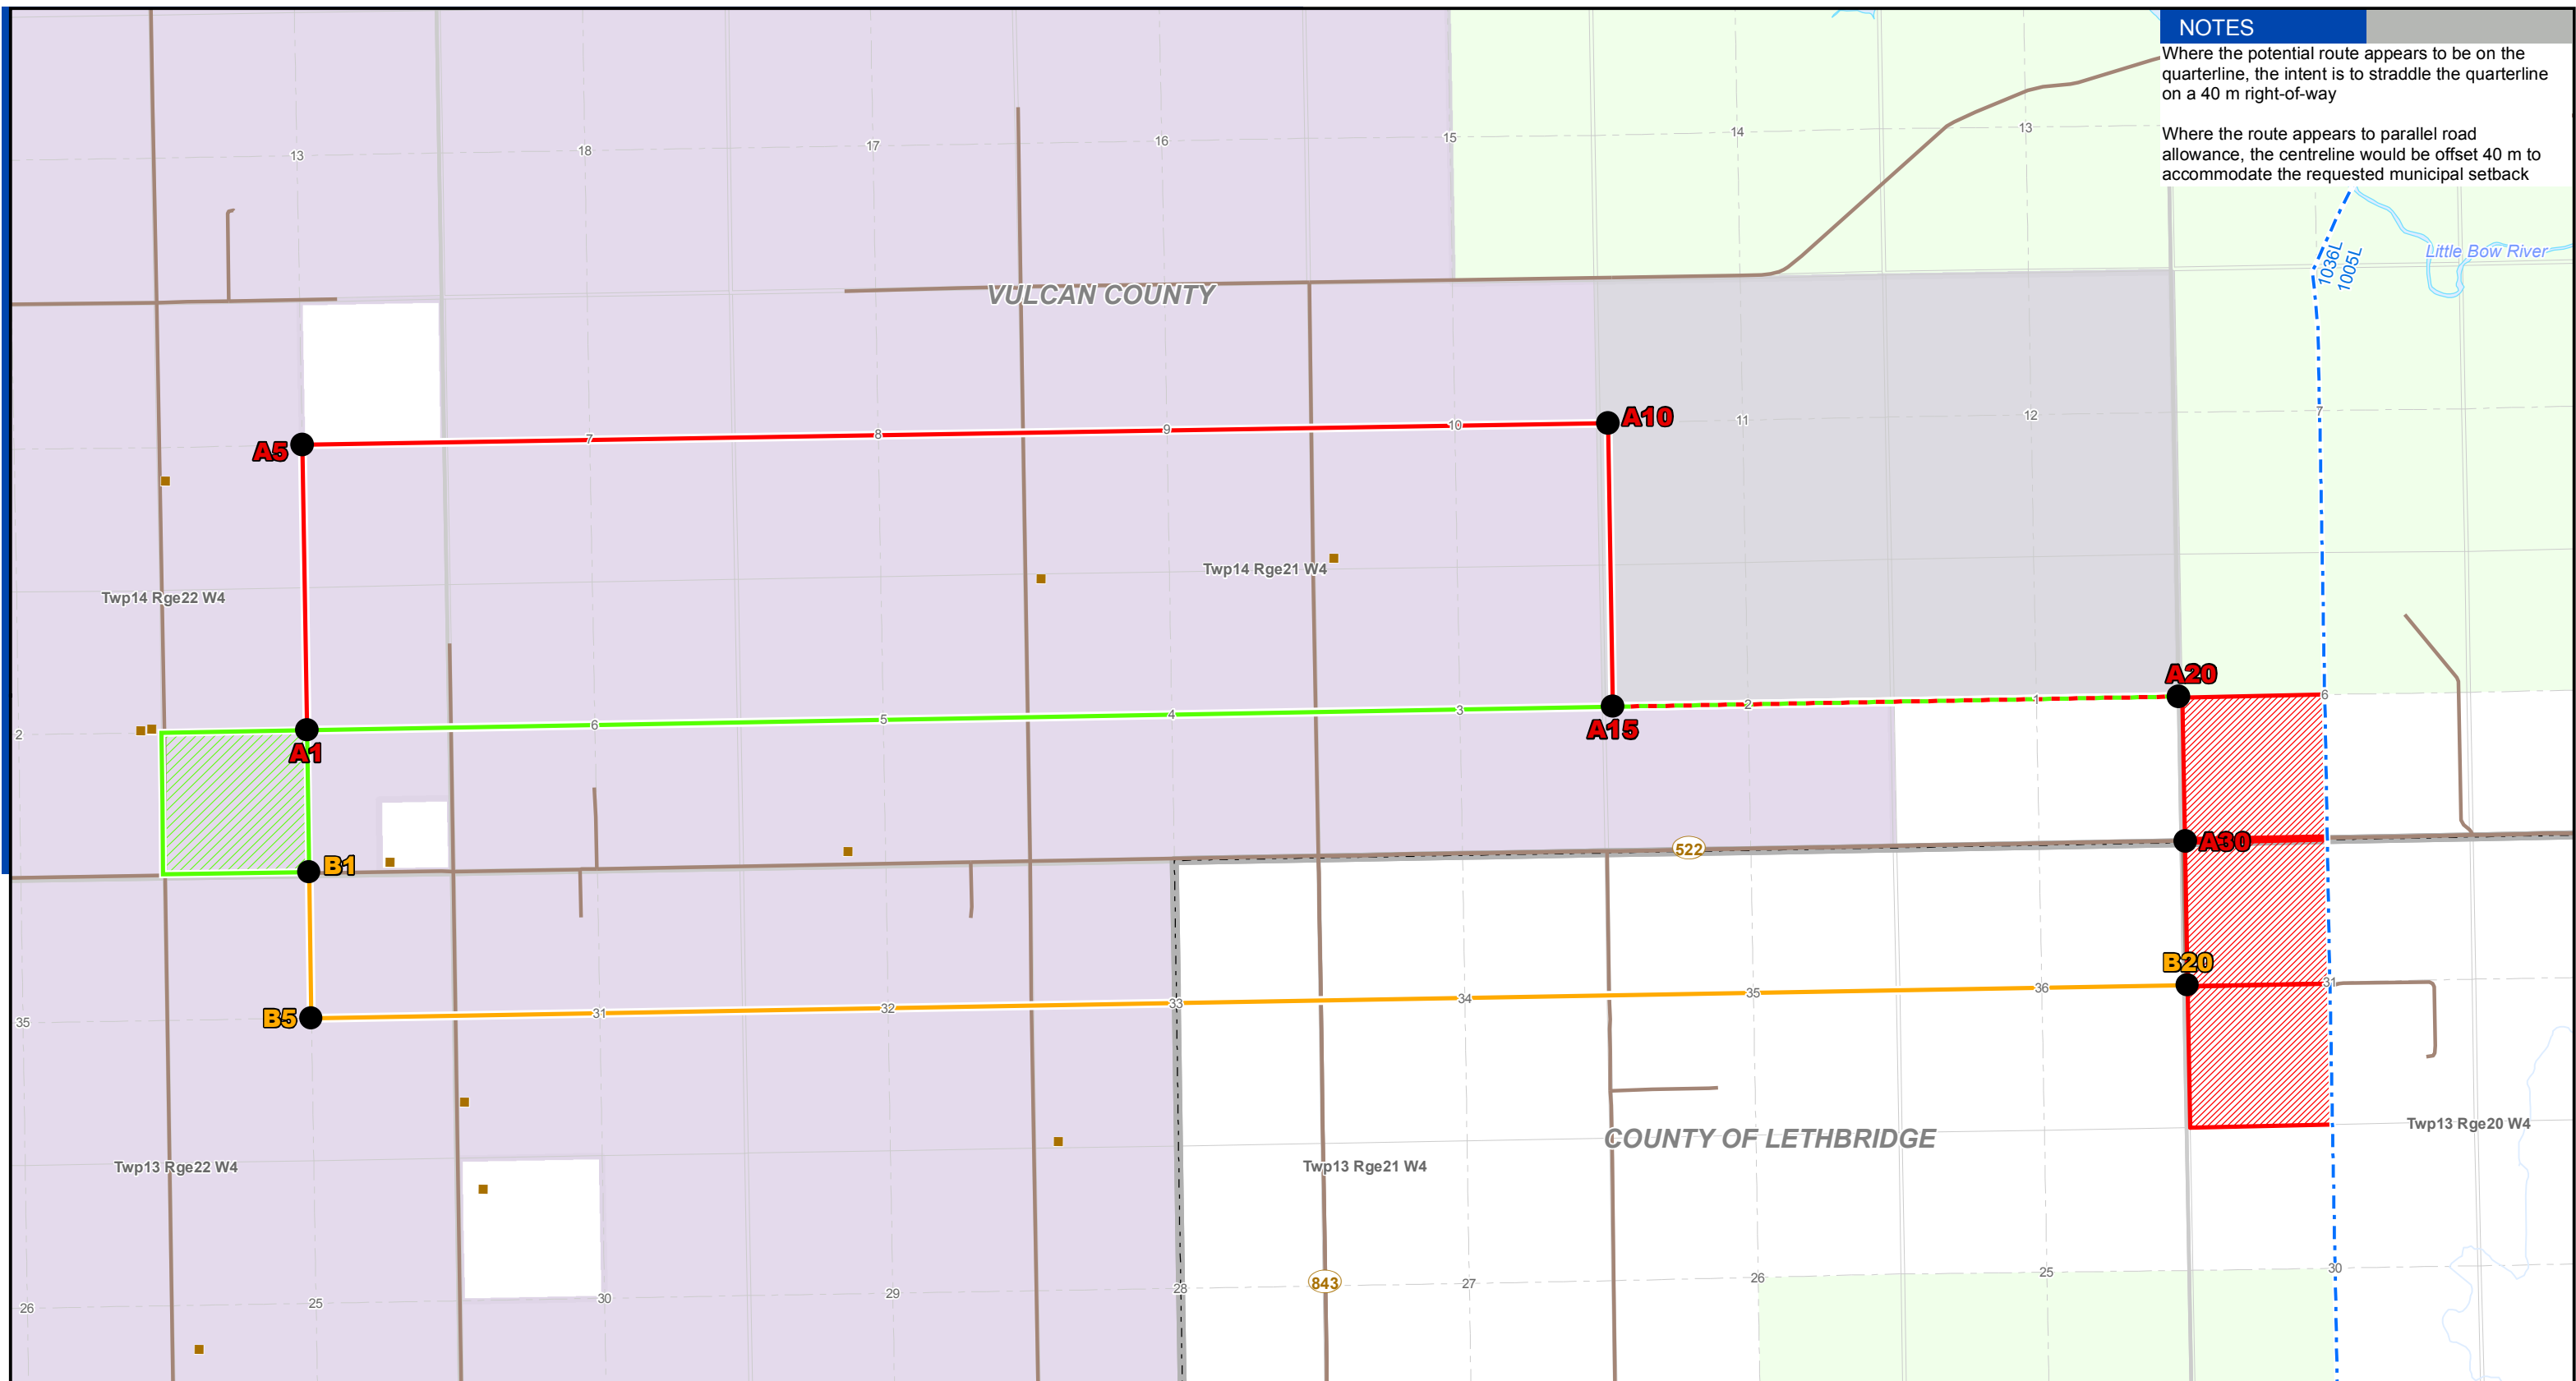 NOTES
Where the potential route appears to be on the
quarterline, the intent is to straddle the quarterline
on a 40 m right-of-way
Where the route appears to parallel road
allowance, the centreline would be offset 40 m to
accommodate the requested municipal setback
13
18
17
16
15
14
13
1036L
1005L
Little Bow River
VULCAN COUNTY
A5
7
8
9
10
A10
11
12
7
Twp14 Rge22 W4
Twp14 Rge21 W4
2
A1
6
5
4
3
A15
2
1
A20
6
B1
522
A30
35
B5
31
32
33
34
35
36
B20
31
Twp13 Rge22 W4
Twp13 Rge21 W4
COUNTY OF LETHBRIDGE
Twp13 Rge20 W4
26
25
30
29
28
843
27
26
25
30